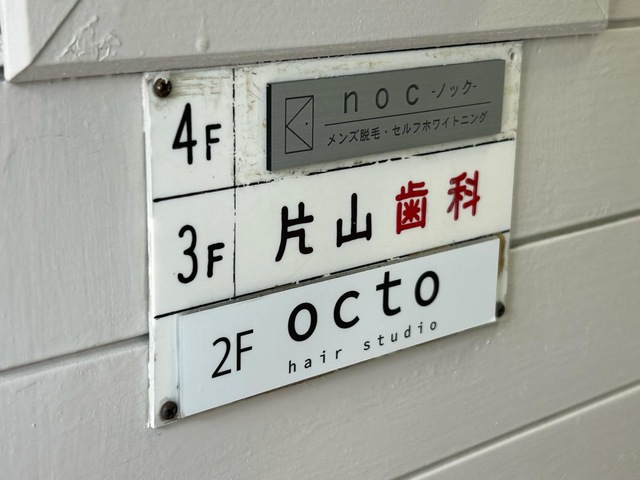 4F
noc -ノック-
メンズ脱毛・セルフホワイトニング
3F 片山歯科
2F octo
hair studio